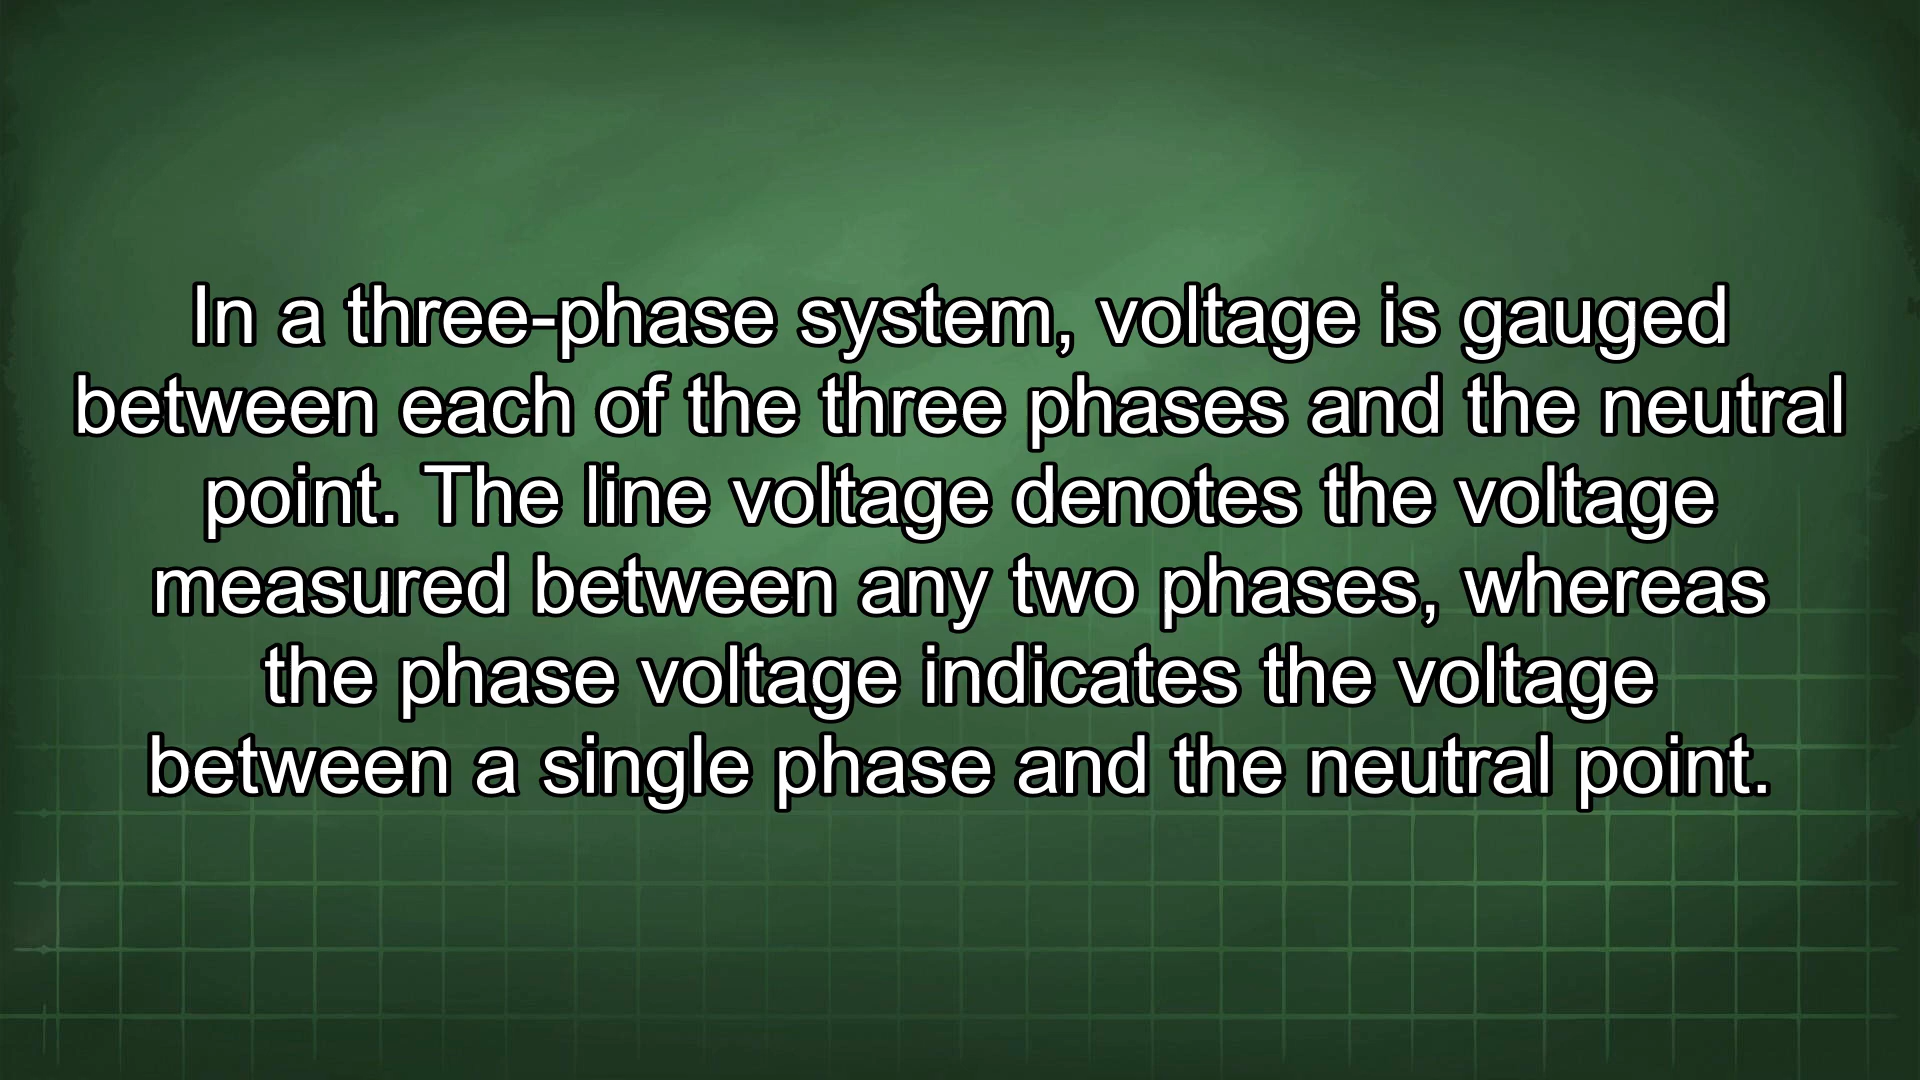 In a three-phase system, voltage is gauged
between each of the three phases and the neutral
point. The line voltage denotes the voltage
measured between any two phases, whereas
the phase voltage indicates the voltage
between a single phase and the neutral point.